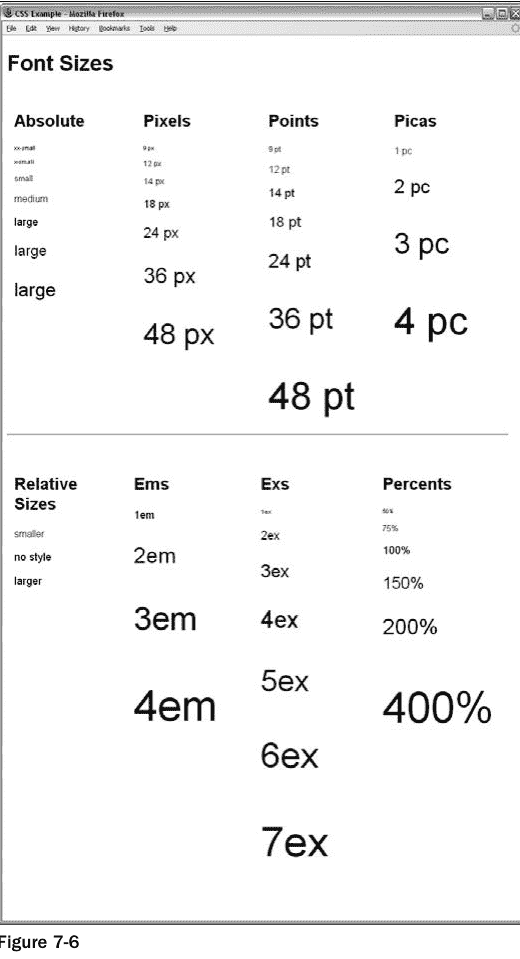 CSS Example - Mozilla Firefox
File Edit View History Bookmarks Tools Help
Font Sizes
Absolute
xx-small
x-small
small
medium
large
large
large
Pixels
9 px
12 px
14 px
18 px
24 px
36 px
48 px
Points
9 pt
12 pt
14 pt
18 pt
24 pt
36 pt
48 pt
Picas
1 pc
2 pc
3 pc
4 pc
Relative
Sizes
smaller
no style
larger
Ems
1em
2em
3em
4em
Exs
1ex
2ex
3ex
4ex
5ex
6ex
7ex
Percents
50%
75%
100%
150%
200%
400%
Figure 7-6